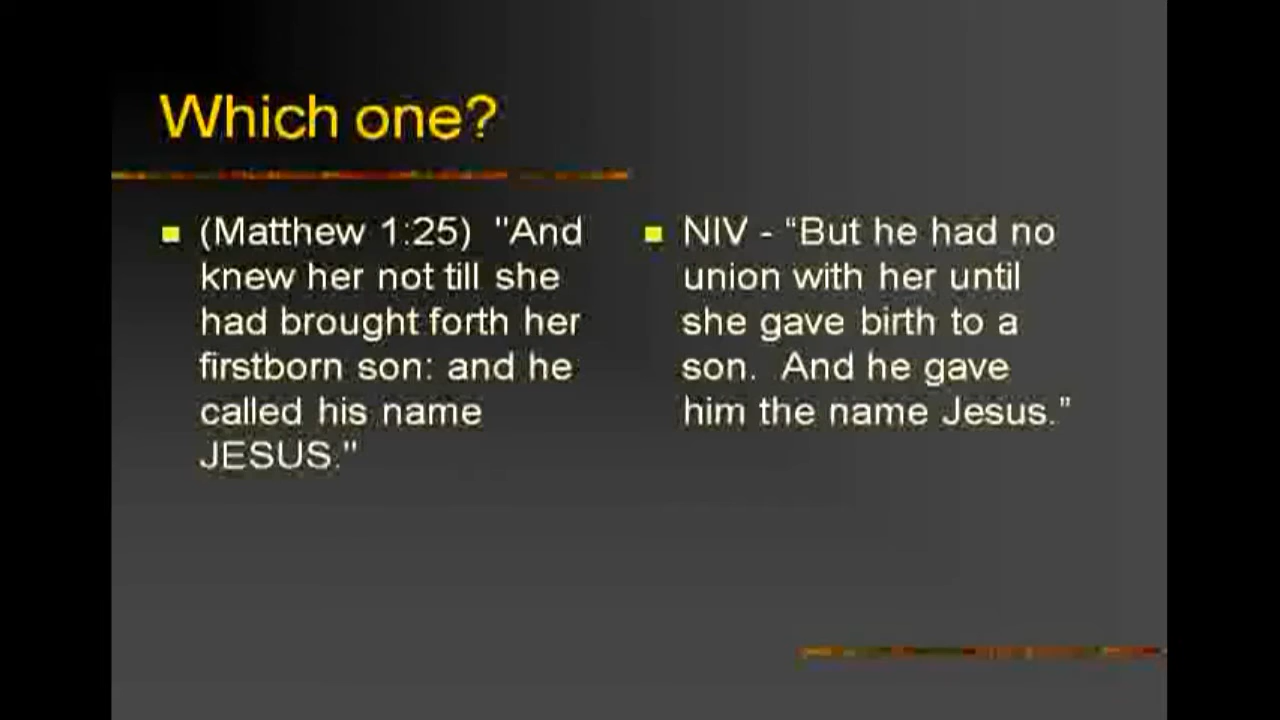 Which one?
(Matthew 1:25)  "And
knew her not till she
had brought forth her
firstborn son: and he
called his name
JESUS."
NIV - “But he had no
union with her until
she gave birth to a
son.  And he gave
him the name Jesus.”